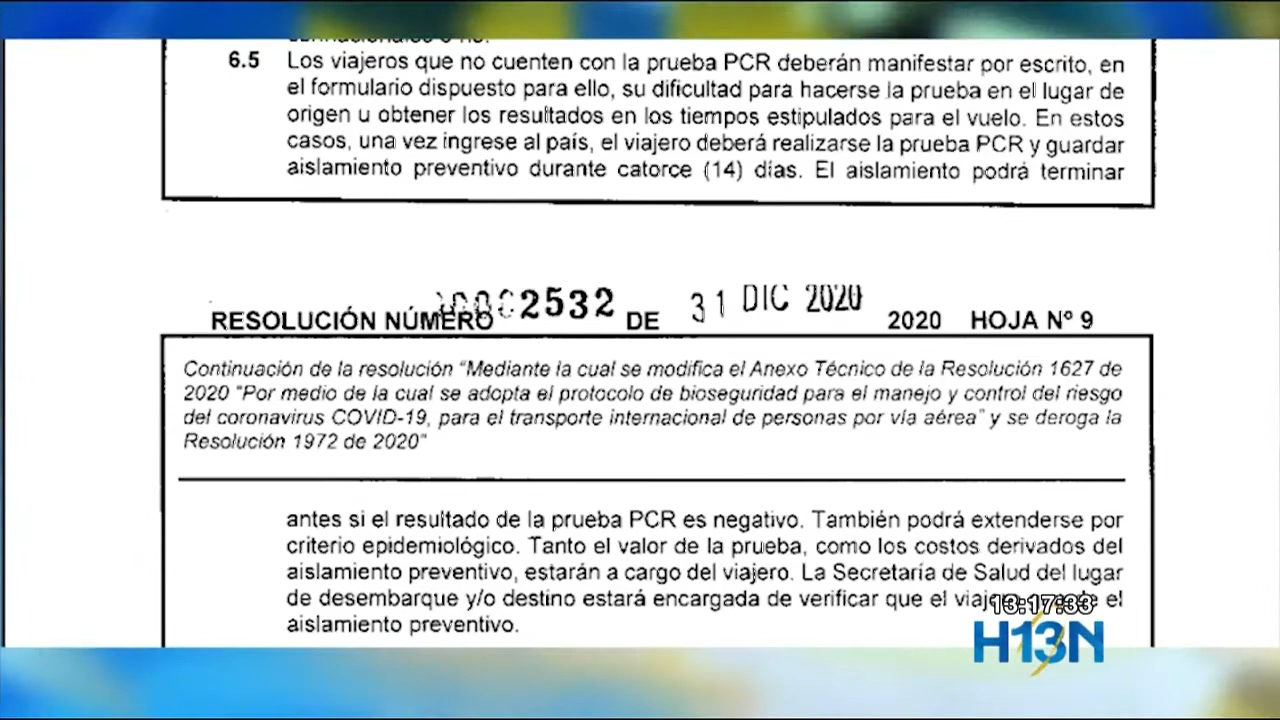 6.5 Los viajeros que no cuenten con la prueba PCR deberán manifestar por escrito, en
el formulario dispuesto para ello, su dificultad para hacerse la prueba en el lugar de
origen u obtener los resultados en los tiempos estipulados para el vuelo. En estos
casos, una vez ingrese al país, el viajero deberá realizarse la prueba PCR y guardar
aislamiento preventivo durante catorce (14) días. El aislamiento podrá terminar
RESOLUCIÓN NÚMERO 2532 DE 31 DIC 2020 2020 HOJA Nº 9
Continuación de la resolución "Mediante la cual se modifica el Anexo Técnico de la Resolución 1627 de
2020 "Por medio de la cual se adopta el protocolo de bioseguridad para el manejo y control del riesgo
del coronavirus COVID-19, para el transporte internacional de personas por vía aérea" y se deroga la
Resolución 1972 de 2020"
antes si el resultado de la prueba PCR es negativo. También podrá extenderse por
criterio epidemiológico. Tanto el valor de la prueba, como los costos derivados del
aislamiento preventivo, estarán a cargo del viajero. La Secretaría de Salud del lugar
de desembarque y/o destino estará encargada de verificar que el el
aislamiento preventivo.
13:17:33
H13N